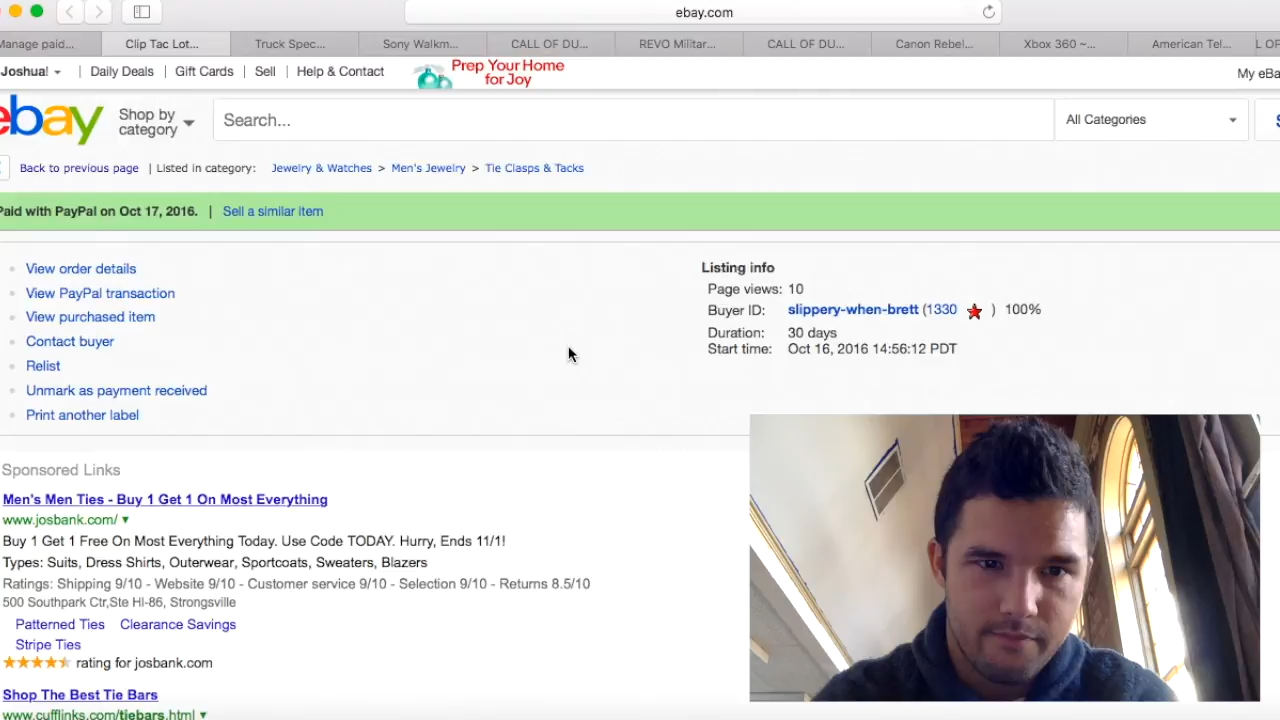 ebay.com
Manage paid...
Clip Tac Lot...
Truck Spec...
Sony Walkm...
CALL OF DU...
REVO Militar...
CALL OF DU...
Canon Rebel...
Xbox 360 ~...
American Tel...
L OF
Joshua!
Daily Deals
Gift Cards
Sell
Help & Contact
Prep Your Home
for Joy
My eBa
ebay
Shop by
category
Search...
All Categories
S
Back to previous page | Listed in category: Jewelry & Watches > Men's Jewelry > Tie Clasps & Tacks
Paid with PayPal on Oct 17, 2016. | Sell a similar item
View order details
View PayPal transaction
View purchased item
Contact buyer
Relist
Unmark as payment received
Print another label
Listing info
Page views: 10
Buyer ID: slippery-when-brett (1330 ) 100%
Duration: 30 days
Start time: Oct 16, 2016 14:56:12 PDT
Sponsored Links
Men's Men Ties - Buy 1 Get 1 On Most Everything
www.josbank.com/
Buy 1 Get 1 Free On Most Everything Today. Use Code TODAY. Hurry, Ends 11/1!
Types: Suits, Dress Shirts, Outerwear, Sportcoats, Sweaters, Blazers
Ratings: Shipping 9/10 - Website 9/10 - Customer service 9/10 - Selection 9/10 - Returns 8.5/10
500 Southpark Ctr,Ste Hl-86, Strongsville
Patterned Ties Clearance Savings
Stripe Ties
rating for josbank.com
Shop The Best Tie Bars
www.cufflinks.com/tiebars.html